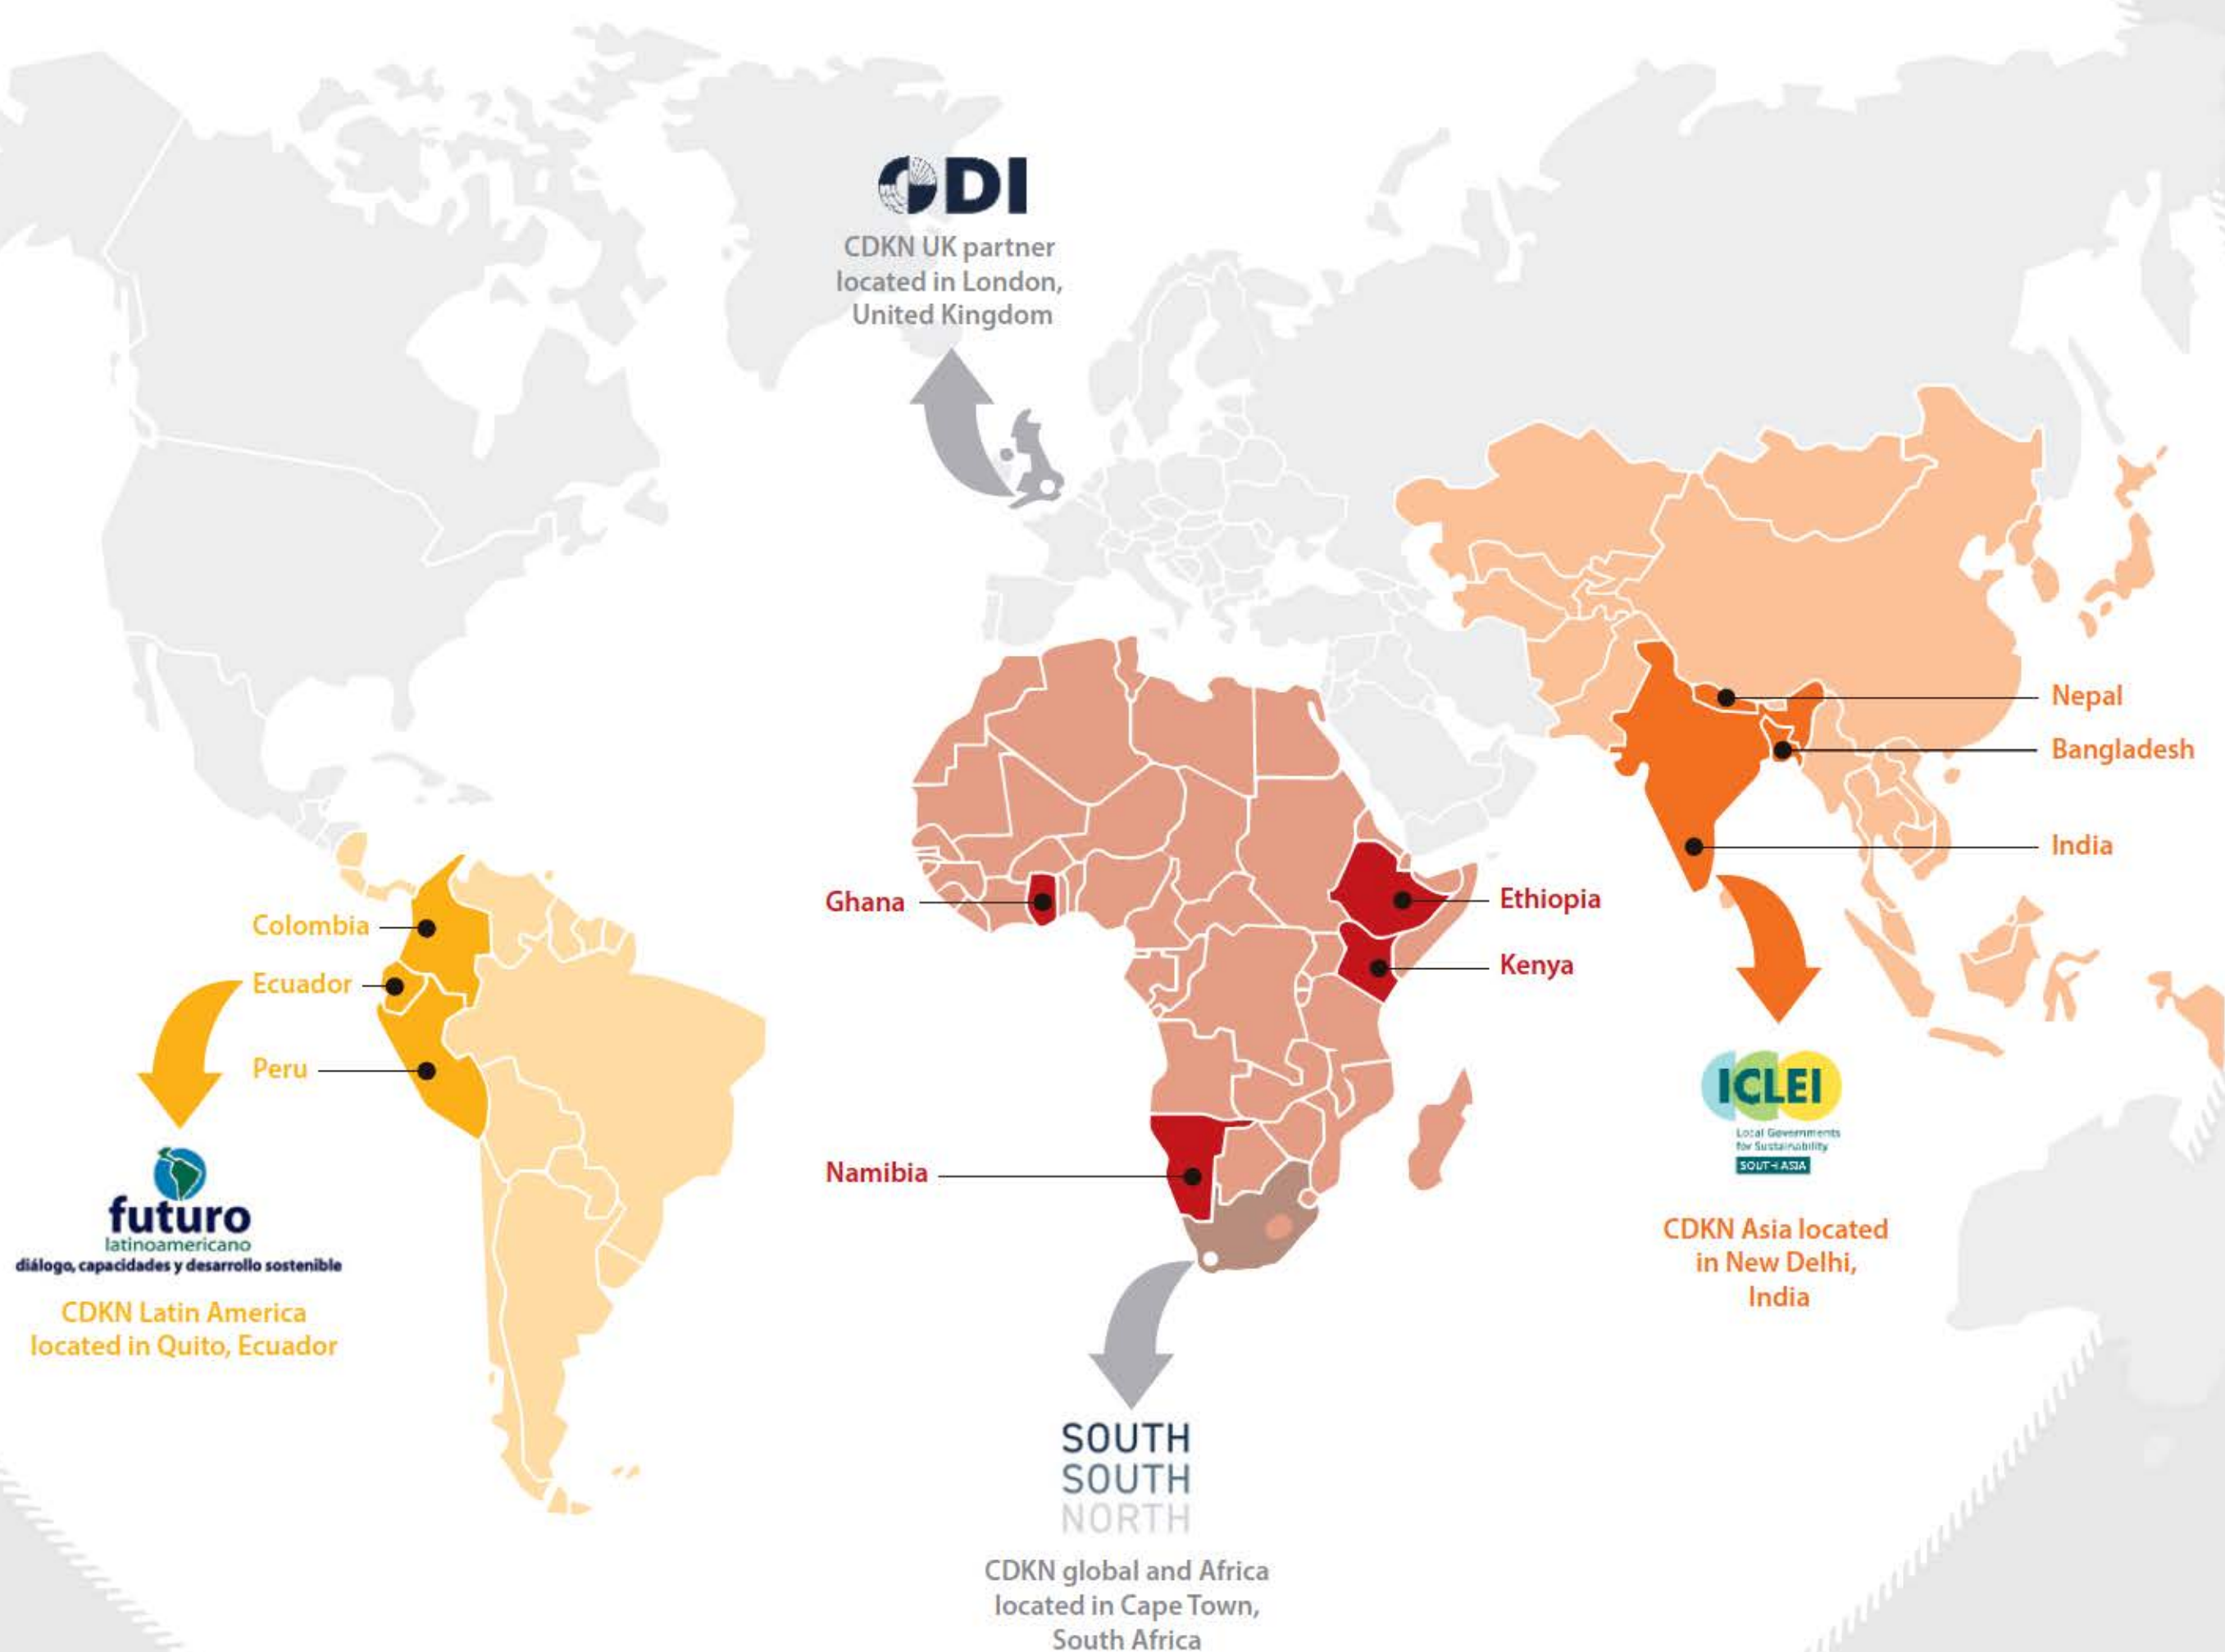 ODI
CDKN UK partner
located in London,
United Kingdom
Nepal
Bangladesh
India
Ghana
Ethiopia
Kenya
Namibia
Colombia
Ecuador
Peru
futuro
latinoamericano
diálogo, capacidades y desarrollo sostenible
CDKN Latin America
located in Quito, Ecuador
ICLEI
Local Governments
for Sustainability
SOUTH ASIA
CDKN Asia located
in New Delhi,
India
SOUTH
SOUTH
NORTH
CDKN global and Africa
located in Cape Town,
South Africa